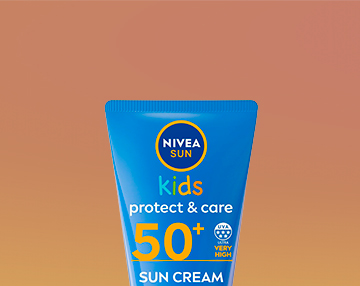 NIVEA
SUN
kids
protect & care
50+
UVA
ULTRA
VERY
HIGH
SUN CREAM